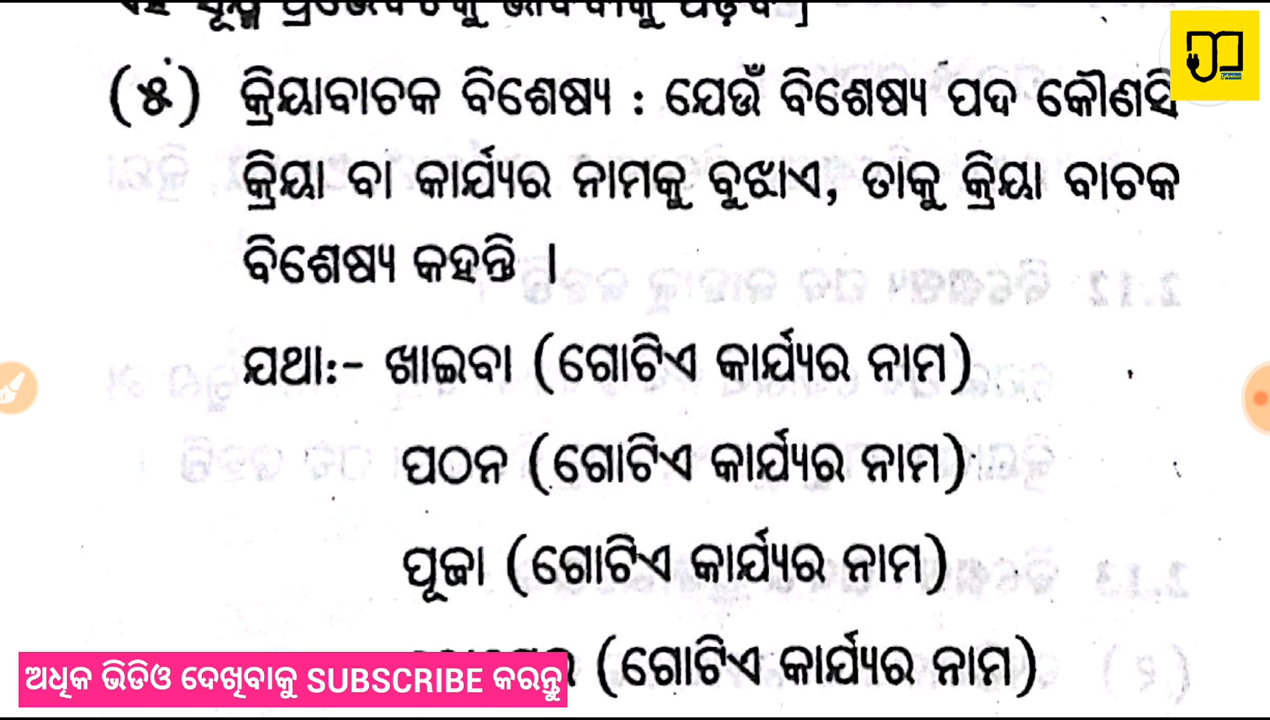 (୫) କ୍ରିୟାବାଚକ ବିଶେଷ୍ୟ : ଯେଉଁ ବିଶେଷ୍ୟ ପଦ କୌଣସି
କ୍ରିୟା ବା କାର୍ଯ୍ୟର ନାମକୁ ବୁଝାଏ, ତାକୁ କ୍ରିୟା ବାଚକ
ବିଶେଷ୍ୟ କହନ୍ତି ।
ଯଥା:- ଖାଇବା (ଗୋଟିଏ କାର୍ଯ୍ୟର ନାମ)
ପଠନ (ଗୋଟିଏ କାର୍ଯ୍ୟର ନାମ)
ପୂଜା (ଗୋଟିଏ କାର୍ଯ୍ୟର ନାମ)
(ଗୋଟିଏ କାର୍ଯ୍ୟର ନାମ)
ଅଧିକ ଭିଡିଓ ଦେଖିବାକୁ SUBSCRIBE କରନ୍ତୁ